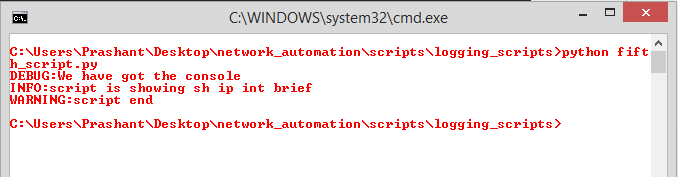 C:\WINDOWS\system32\cmd.exe
C:\Users\Prashant\Desktop\network_automation\scripts\logging_scripts>python fift
h_script.py
DEBUG:We have got the console
INFO:script is showing sh ip int brief
WARNING:script end
C:\Users\Prashant\Desktop\network_automation\scripts\logging_scripts>